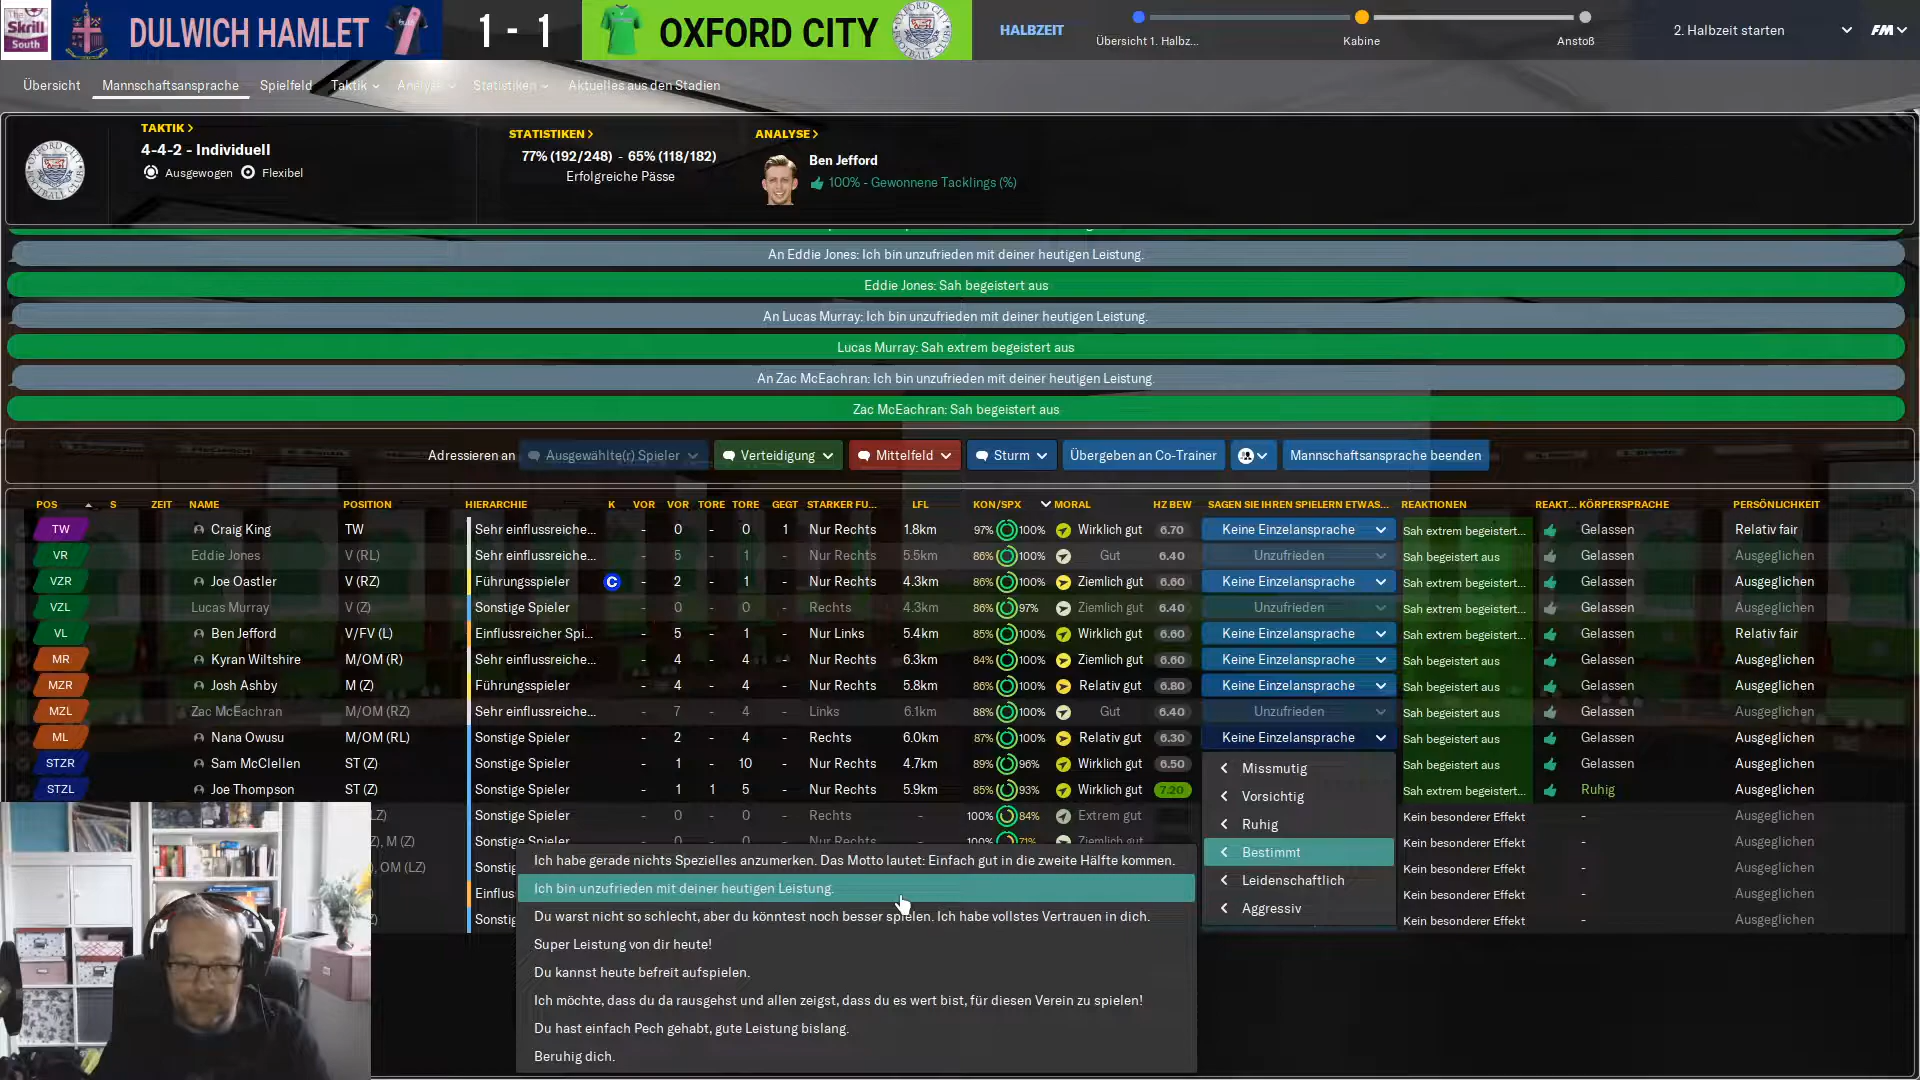 The Skrill South
DULWICH HAMLET
1 - 1
OXFORD CITY
HALBZEIT
Übersicht 1. Halbz...
Kabine
Anstoß
2. Halbzeit starten
FM
Übersicht
Mannschaftsansprache
Spielfeld
Taktik
Analyse
Statistiken
Aktuelles aus den Stadien
TAKTIK >
4-4-2 - Individuell
Ausgewogen
Flexibel
STATISTIKEN >
77% (192/248) - 65% (118/182)
Erfolgreiche Pässe
ANALYSE >
Ben Jefford
100% - Gewonnene Tacklings (%)
An Eddie Jones: Ich bin unzufrieden mit deiner heutigen Leistung.
Eddie Jones: Sah begeistert aus
An Lucas Murray: Ich bin unzufrieden mit deiner heutigen Leistung.
Lucas Murray: Sah extrem begeistert aus
An Zac McEachran: Ich bin unzufrieden mit deiner heutigen Leistung.
Zac McEachran: Sah begeistert aus
Adressieren an Ausgewählte(r) Spieler Verteidigung Mittelfeld Sturm Übergeben an Co-Trainer Mannschaftsansprache beenden
POS S ZEIT NAME POSITION HIERARCHIE K VOR VOR TORE TORE GEGT STARKER FU... LFL KON/SPX MORAL HZ BEW SAGEN SIE IHREN SPIELERN ETWAS... REAKTIONEN REAKT... KÖRPERSPRACHE PERSÖNLICHKEIT
TW Craig King TW Sehr einflussreiche... - 0 - 0 1 Nur Rechts 1.8km 97% 100% Wirklich gut 6.70 Keine Einzelansprache Sah extrem begeistert... Gelassen Relativ fair
VR Eddie Jones V (RL) Sehr einflussreiche... - 5 - 1 - Nur Rechts 5.5km 86% 100% Gut 6.40 Unzufrieden Sah begeistert aus Gelassen Ausgeglichen
VZR Joe Oastler V (RZ) Führungsspieler C - 2 - 1 - Nur Rechts 4.3km 86% 100% Ziemlich gut 6.60 Keine Einzelansprache Sah extrem begeistert... Gelassen Ausgeglichen
VZL Lucas Murray V (Z) Sonstige Spieler - 0 - 0 - Rechts 4.3km 86% 97% Ziemlich gut 6.40 Unzufrieden Sah extrem begeistert... Gelassen Ausgeglichen
VL Ben Jefford V/FV (L) Einflussreicher Spi... - 5 - 1 - Nur Links 5.4km 85% 100% Wirklich gut 6.60 Keine Einzelansprache Sah extrem begeistert... Gelassen Relativ fair
MR Kyran Wiltshire M/OM (R) Sehr einflussreiche... - 4 - 4 - Nur Rechts 6.3km 84% 100% Ziemlich gut 6.60 Keine Einzelansprache Sah begeistert aus Gelassen Ausgeglichen
MZR Josh Ashby M (Z) Führungsspieler - 4 - 4 - Nur Rechts 5.8km 86% 100% Relativ gut 6.80 Keine Einzelansprache Sah begeistert aus Gelassen Ausgeglichen
MZL Zac McEachran M/OM (RZ) Sehr einflussreiche... - 7 - 4 - Links 6.1km 88% 100% Gut 6.40 Unzufrieden Sah begeistert aus Gelassen Ausgeglichen
ML Nana Owusu M/OM (RL) Sonstige Spieler - 2 - 4 - Rechts 6.0km 87% 100% Relativ gut 6.30 Keine Einzelansprache Sah begeistert aus Gelassen Ausgeglichen
STZR Sam McClellen ST (Z) Sonstige Spieler - 1 - 10 - Nur Rechts 4.7km 89% 96% Wirklich gut 6.50 Sah begeistert aus Gelassen Ausgeglichen
STZL Joe Thompson ST (Z) Sonstige Spieler - 1 1 5 - Nur Rechts 5.9km 85% 93% Wirklich gut 7.20 Sah extrem begeistert... Ruhig Ausgeglichen
LZ) Sonstige Spieler - 0 - 0 - Rechts - 100% 84% Extrem gut Kein besonderer Effekt - Ausgeglichen
), M (Z) Sonstige Spieler - 0 - 0 - Nur Rechts - 100% 71% Ziemlich gut Kein besonderer Effekt - Ausgeglichen
, OM (LZ) Sonstig Kein besonderer Effekt - Ausgeglichen
Einflus Kein besonderer Effekt - Ausgeglichen
Sonstig Kein besonderer Effekt - Ausgeglichen
Missmutig
Vorsichtig
Ruhig
Bestimmt
Leidenschaftlich
Aggressiv
Ich habe gerade nichts Spezielles anzumerken. Das Motto lautet: Einfach gut in die zweite Hälfte kommen.
Ich bin unzufrieden mit deiner heutigen Leistung.
Du warst nicht so schlecht, aber du könntest noch besser spielen. Ich habe vollstes Vertrauen in dich.
Super Leistung von dir heute!
Du kannst heute befreit aufspielen.
Ich möchte, dass du da rausgehst und allen zeigst, dass du es wert bist, für diesen Verein zu spielen!
Du hast einfach Pech gehabt, gute Leistung bislang.
Beruhig dich.